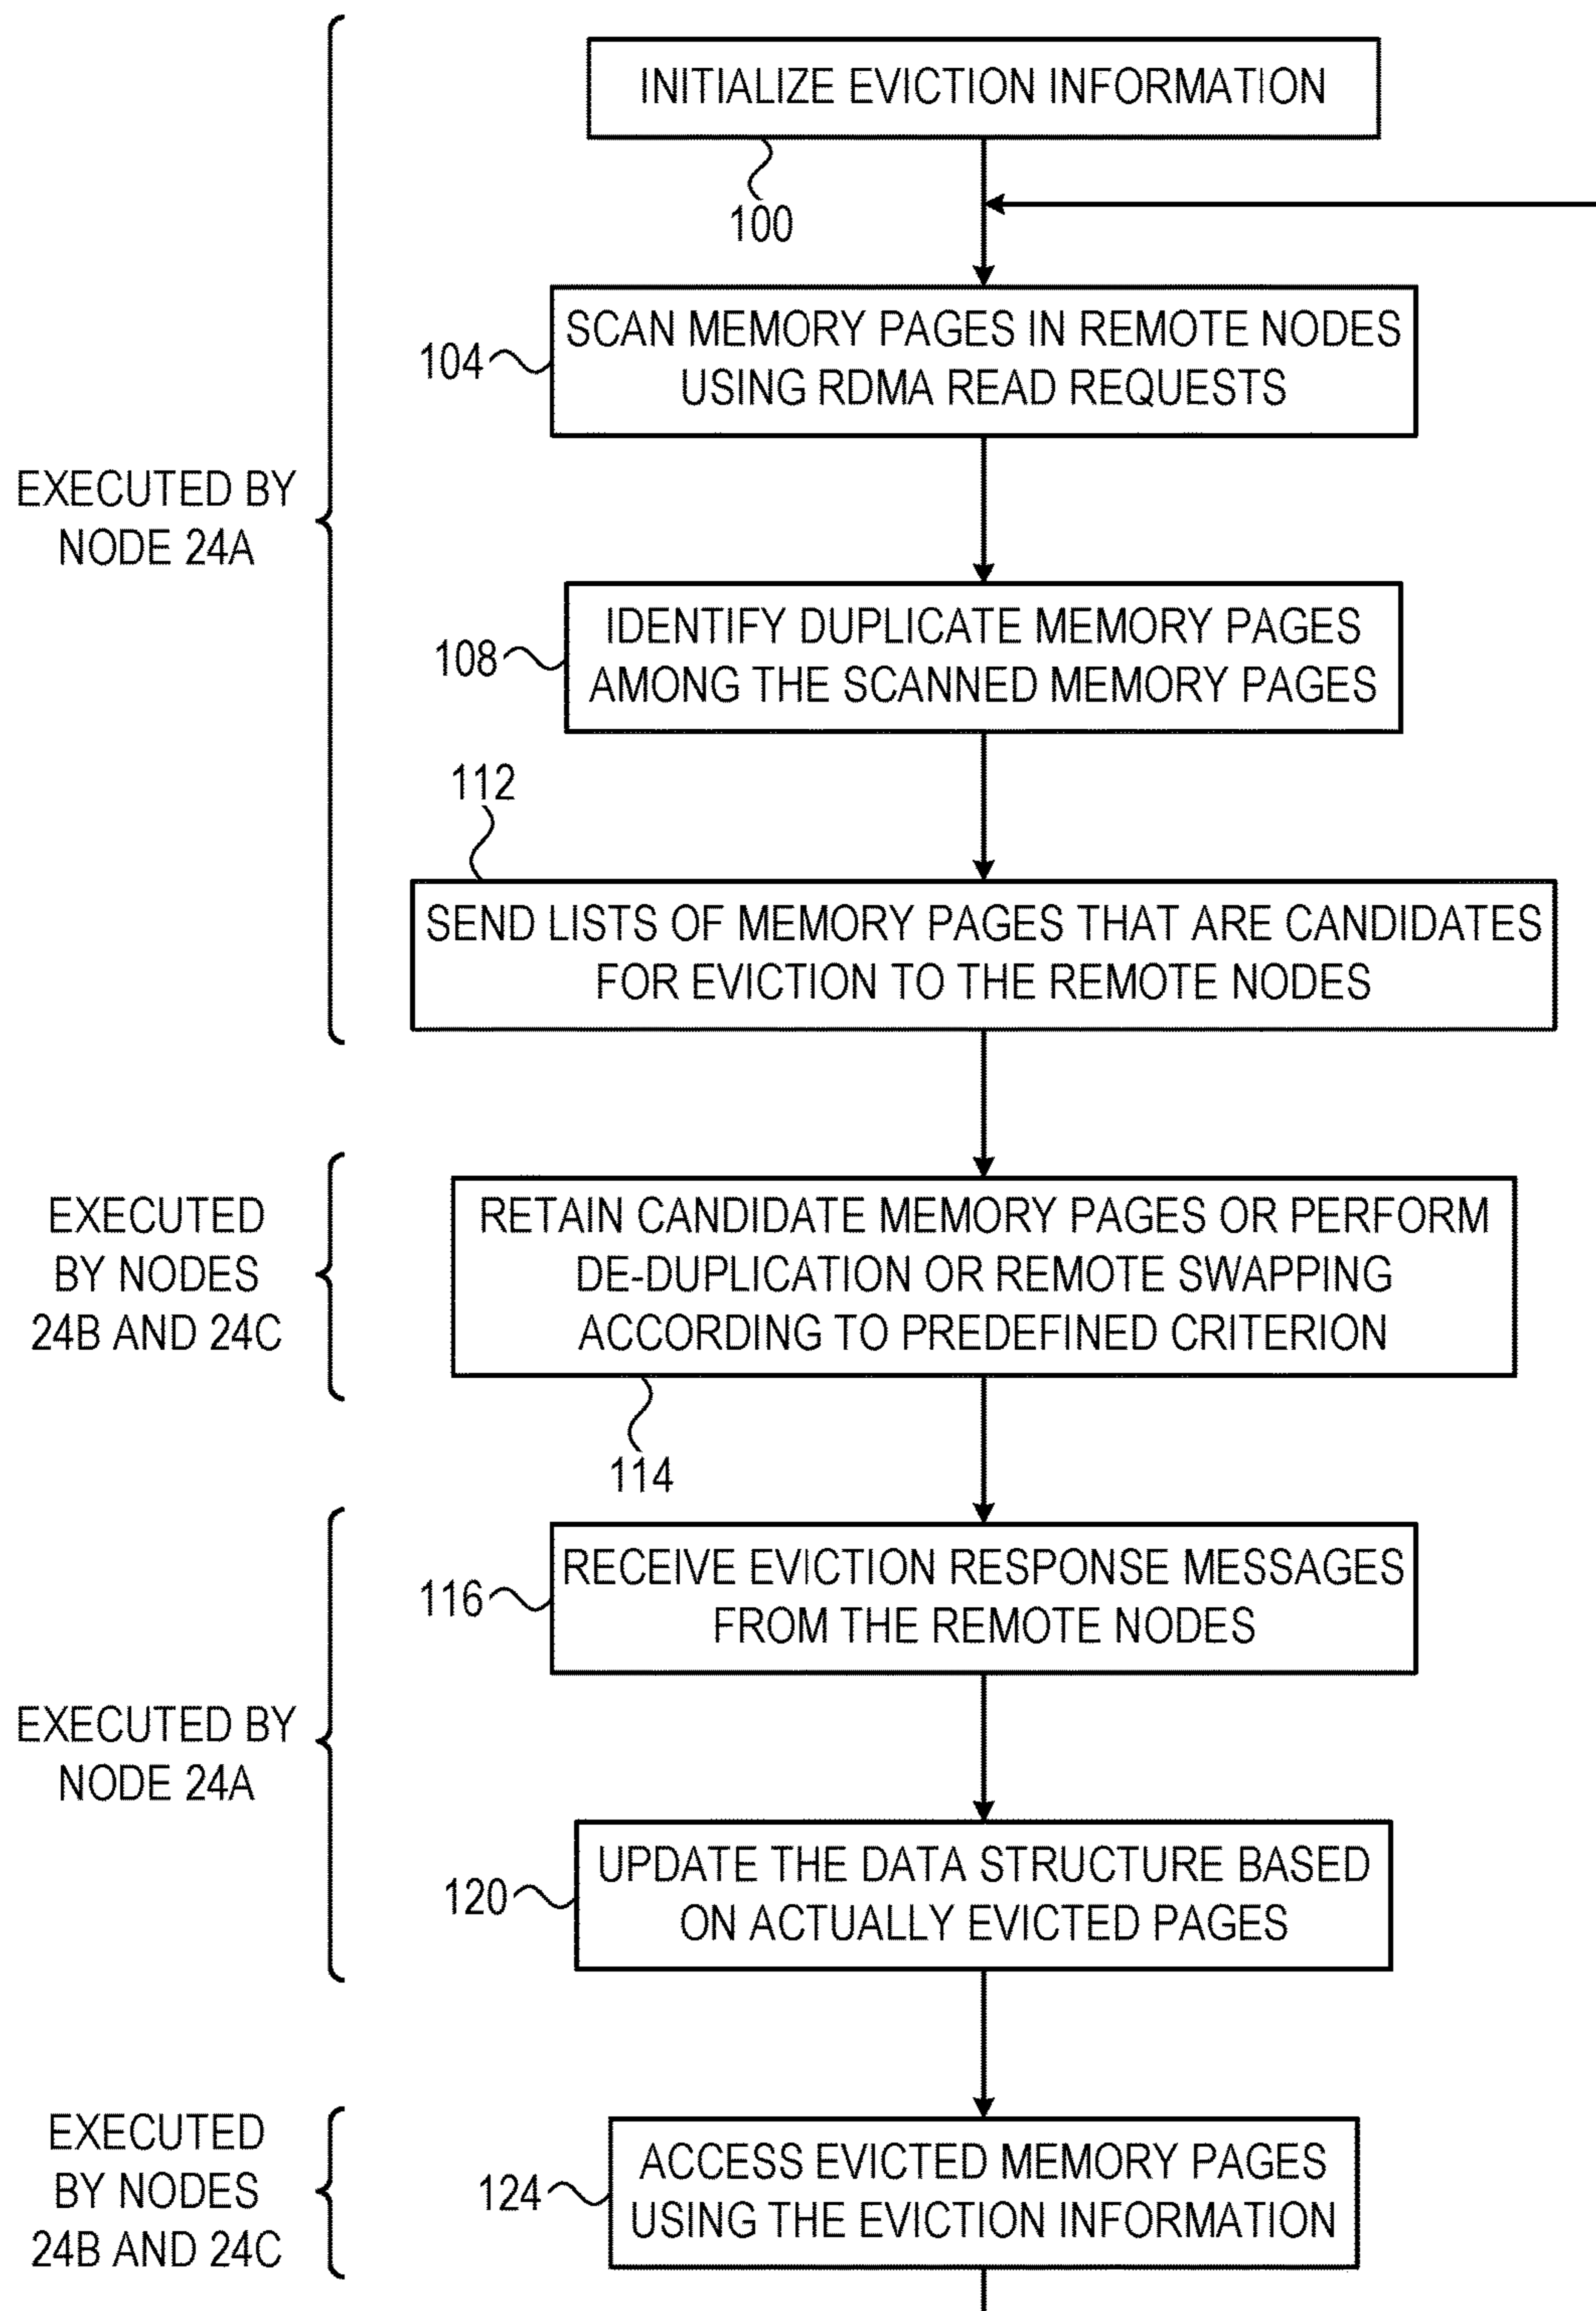 INITIALIZE EVICTION INFORMATION
100
SCAN MEMORY PAGES IN REMOTE NODES
USING RDMA READ REQUESTS
104
EXECUTED BY
NODE 24A
IDENTIFY DUPLICATE MEMORY PAGES
AMONG THE SCANNED MEMORY PAGES
108
112
SEND LISTS OF MEMORY PAGES THAT ARE CANDIDATES
FOR EVICTION TO THE REMOTE NODES
EXECUTED
BY NODES
24B AND 24C
RETAIN CANDIDATE MEMORY PAGES OR PERFORM
DE-DUPLICATION OR REMOTE SWAPPING
ACCORDING TO PREDEFINED CRITERION
114
RECEIVE EVICTION RESPONSE MESSAGES
FROM THE REMOTE NODES
116
EXECUTED BY
NODE 24A
UPDATE THE DATA STRUCTURE BASED
ON ACTUALLY EVICTED PAGES
120
EXECUTED
BY NODES
24B AND 24C
ACCESS EVICTED MEMORY PAGES
USING THE EVICTION INFORMATION
124